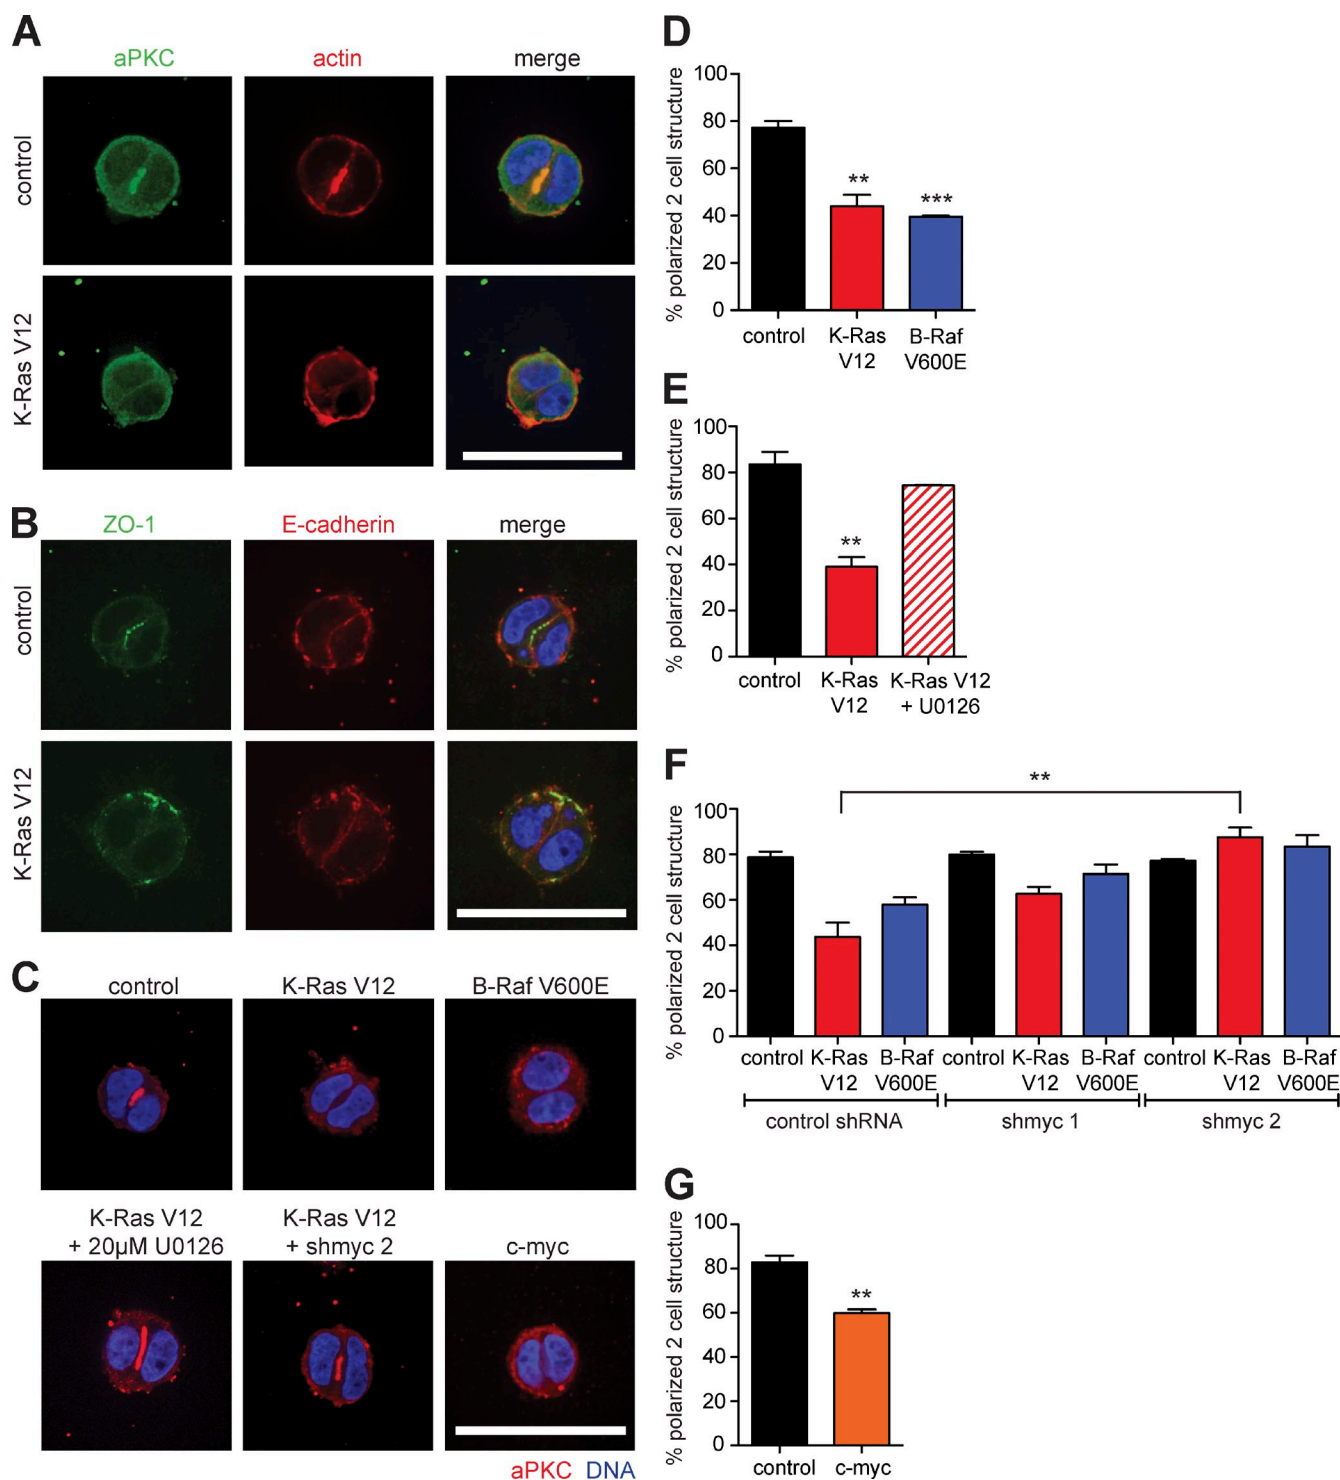 A
aPKC actin merge
control
K-Ras V12
B
ZO-1 E-cadherin merge
control
K-Ras V12
C
control K-Ras V12 B-Raf V600E
K-Ras V12 K-Ras V12
+ 20µM U0126 + shmyc 2 c-myc
aPKC DNA
D
% polarized 2 cell structure
100
80
60
40
20
0
** ***
control K-Ras B-Raf
V12 V600E
E
% polarized 2 cell structure
100
80
60
40
20
0
**
control K-Ras K-Ras V12
V12 + U0126
F
% polarized 2 cell structure
**
100
80
60
40
20
0
control K-Ras B-Raf control K-Ras B-Raf control K-Ras B-Raf
V12 V600E V12 V600E V12 V600E
control shRNA shmyc 1 shmyc 2
G
% polarized 2 cell structure
100
80
60
40
20
0
**
control c-myc